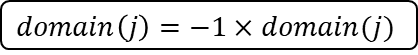 domain(j) = −1 × domain(j)